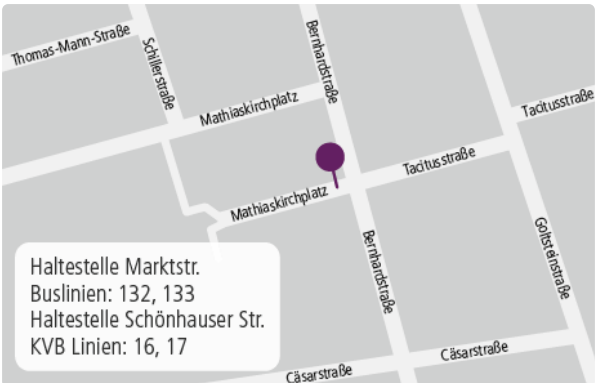 Thomas-Mann-Straße
Schillerstraße
Bernhardstraße
Mathiaskirchplatz
Tacitusstraße
Tacitusstraße
Mathiaskirchplatz
Bernhardstraße
Goltsteinstraße
Haltestelle Marktstr.
Buslinien: 132, 133
Haltestelle Schönhauser Str.
KVB Linien: 16, 17
Cäsarstraße
Cäsarstraße